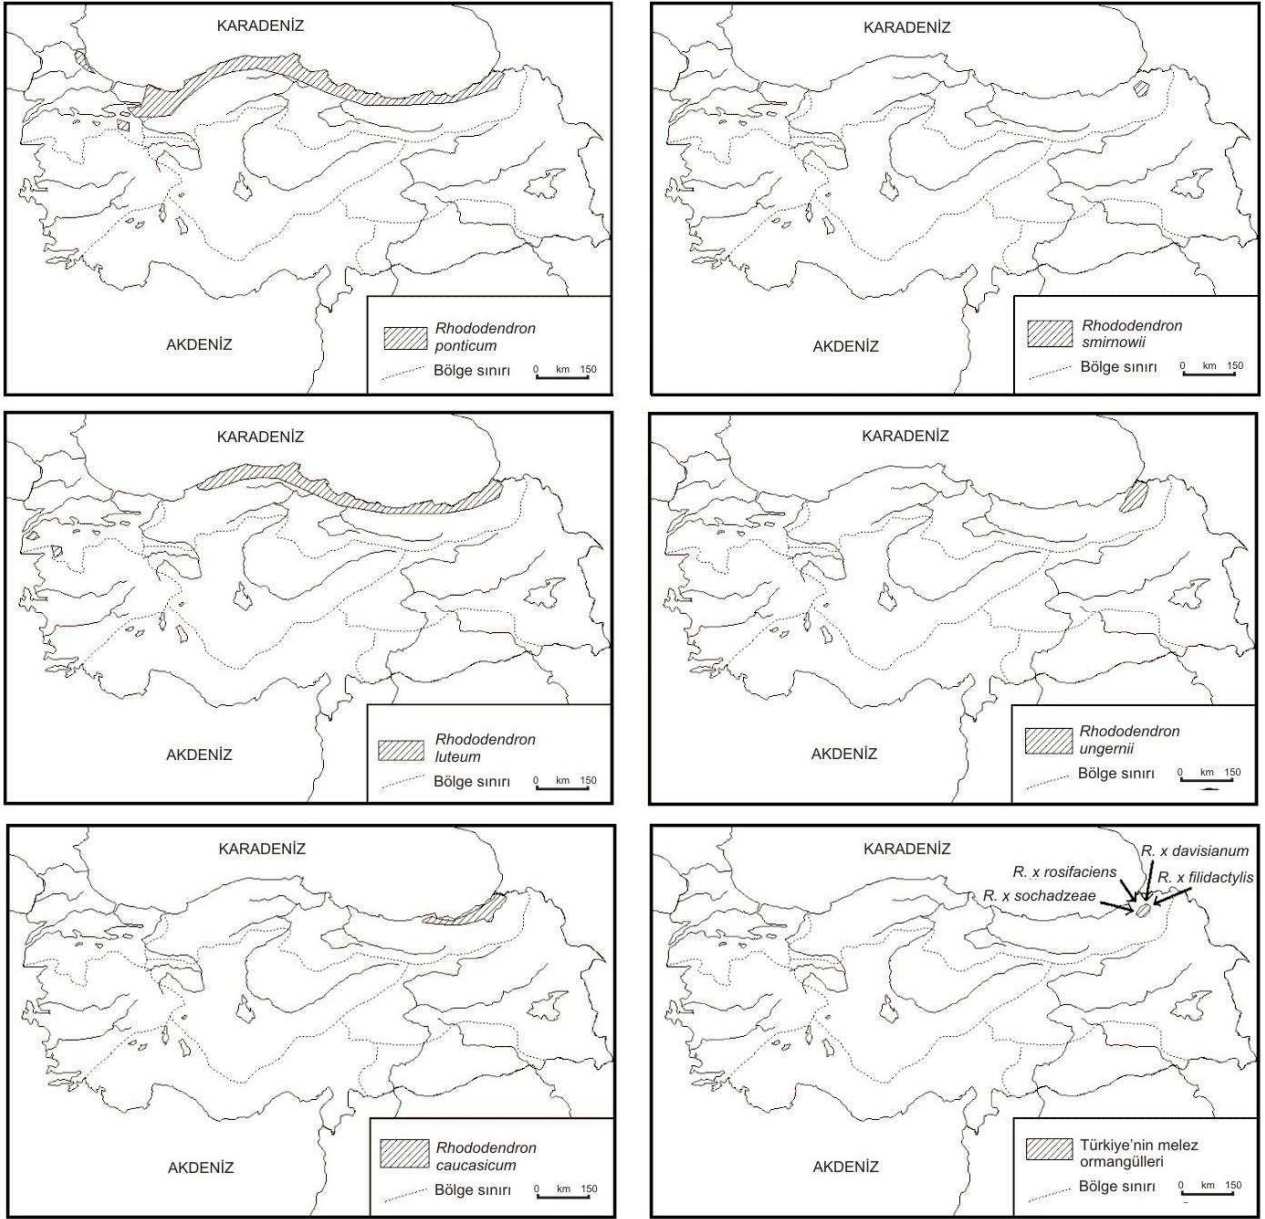 KARADENİZ
AKDENİZ
Rhododendron
ponticum
Bölge sınırı
0 km 150
KARADENİZ
AKDENİZ
Rhododendron
smirnowii
Bölge sınırı
0 km 150
KARADENİZ
AKDENİZ
Rhododendron
luteum
Bölge sınırı
0 km 150
KARADENİZ
AKDENİZ
Rhododendron
ungernii
Bölge sınırı
0 km 150
KARADENİZ
AKDENİZ
Rhododendron
caucasicum
Bölge sınırı
0 km 150
KARADENİZ
R. x davisianum
R. x rosifaciens
R. x filidactylis
R. x sochadzeae
AKDENİZ
Türkiye'nin melez
ormangülleri
Bölge sınırı
0 km 150